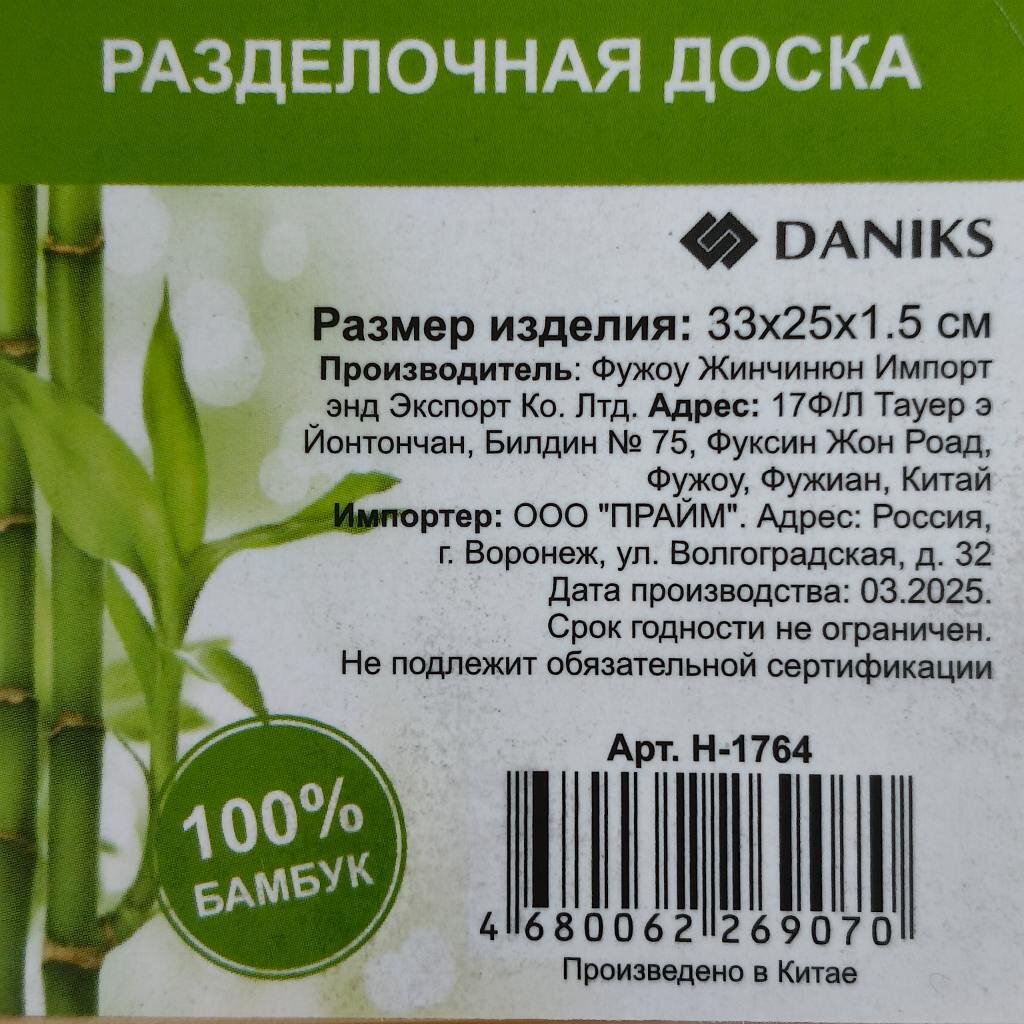 РАЗДЕЛОЧНАЯ ДОСКА
DANIKS
Размер изделия: 33х25х1.5 см
Производитель: Фужоу Жинчинюн Импорт
энд Экспорт Ко. Лтд. Адрес: 17Ф/Л Тауер э
Йонтончан, Билдин № 75, Фуксин Жон Роад,
Фужоу, Фужиан, Китай
Импортер: ООО "ПРАЙМ". Адрес: Россия,
г. Воронеж, ул. Волгоградская, д. 32
Дата производства: 03.2025.
Срок годности не ограничен.
Не подлежит обязательной сертификации
100%
БАМБУК
Арт. Н-1764
4 680062 269070
Произведено в Китае